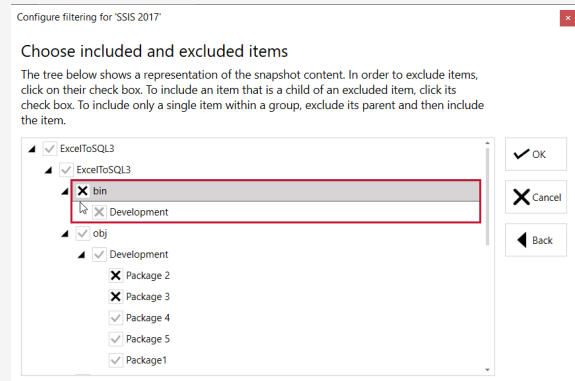 Configure filtering for 'SSIS 2017'
Choose included and excluded items
The tree below shows a representation of the snapshot content. In order to exclude items,
click on their check box. To include an item that is a child of an excluded item, click its
check box. To include only a single item within a group, exclude its parent and then include
the item.
ExcelToSQL3
OK
ExcelToSQL3
bin
Cancel
Development
obj
Back
Development
Package 2
Package 3
Package 4
Package 5
Package1